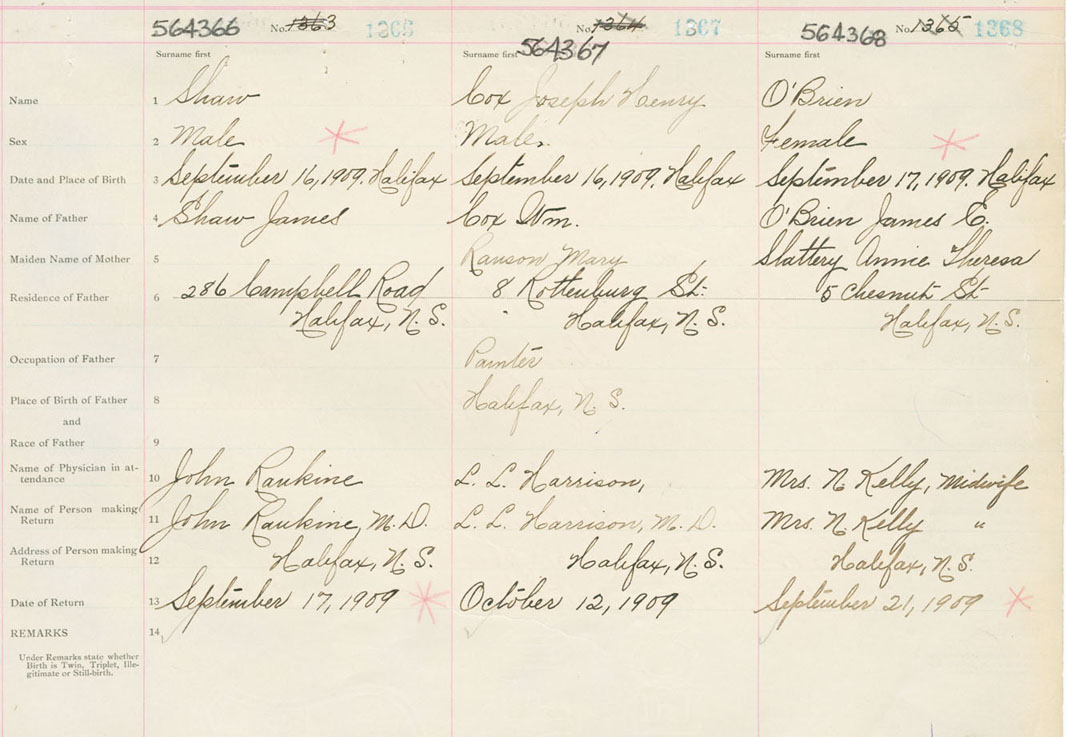 564366 No. 1363 1366 No. 1364 1367 564368 No. 1365 1368
564367
Surname first Surname first Surname first
Name 1 Shaw Cox Joseph Henry O'Brien
Sex 2 Male Male. Female
Date and Place of Birth 3 September 16, 1909. Halifax September 16, 1909. Halifax September 17, 1909. Halifax
Name of Father 4 Shaw James Cox Wm. O'Brien James E.
Maiden Name of Mother 5 Ranson Mary Slattery Annie Theresa
Residence of Father 6 286 Campbell Road 8 Rottenburg St. 5 Chesnut St
Halifax, N.S. Halifax, N.S. Halifax, N.S.
Occupation of Father 7 Painter
Place of Birth of Father 8 Halifax, N.S.
and
Race of Father 9
Name of Physician in at-
tendance 10 John Rankine L. L. Harrison, Mrs. N. Kelly, Midwife
Name of Person making
Return 11 John Rankine, M.D. L. L. Harrison, M.D. Mrs. N. Kelly "
Address of Person making
Return 12 Halifax, N.S. Halifax, N.S. Halifax, N.S.
Date of Return 13 September 17, 1909 October 12, 1909 September 21, 1909
REMARKS 14
Under Remarks state whether
Birth is Twin, Triplet, Ille-
gitimate or Still-birth.